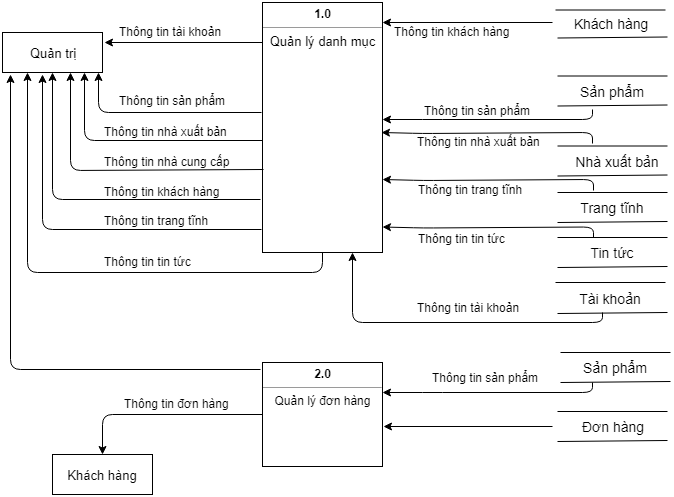 1.0
Quản lý danh mục
Quản trị
Thông tin tài khoản
Thông tin khách hàng
Khách hàng
Thông tin sản phẩm
Thông tin nhà xuất bản
Thông tin nhà cung cấp
Thông tin khách hàng
Thông tin trang tĩnh
Thông tin tin tức
Thông tin sản phẩm
Sản phẩm
Thông tin nhà xuất bản
Nhà xuất bản
Thông tin trang tĩnh
Trang tĩnh
Thông tin tin tức
Tin tức
Thông tin tài khoản
Tài khoản
2.0
Quản lý đơn hàng
Thông tin sản phẩm
Sản phẩm
Đơn hàng
Thông tin đơn hàng
Khách hàng